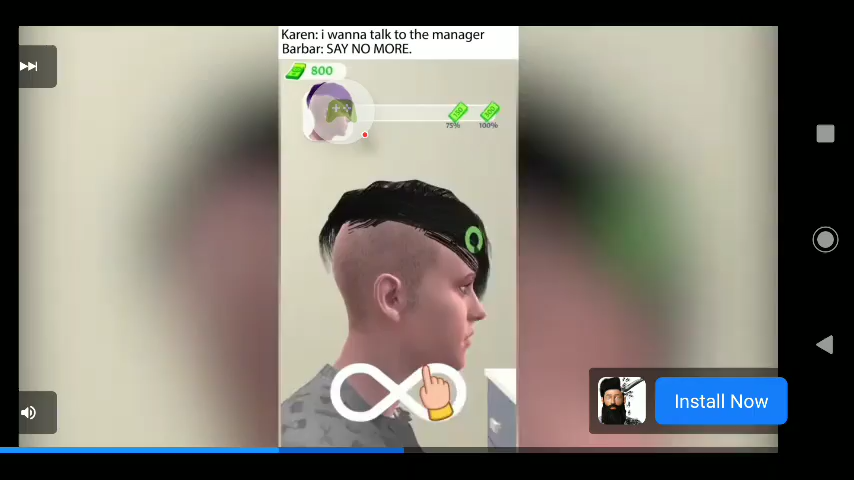 Karen: i wanna talk to the manager
Barbar: SAY NO MORE.
800
75% 100%
Install Now